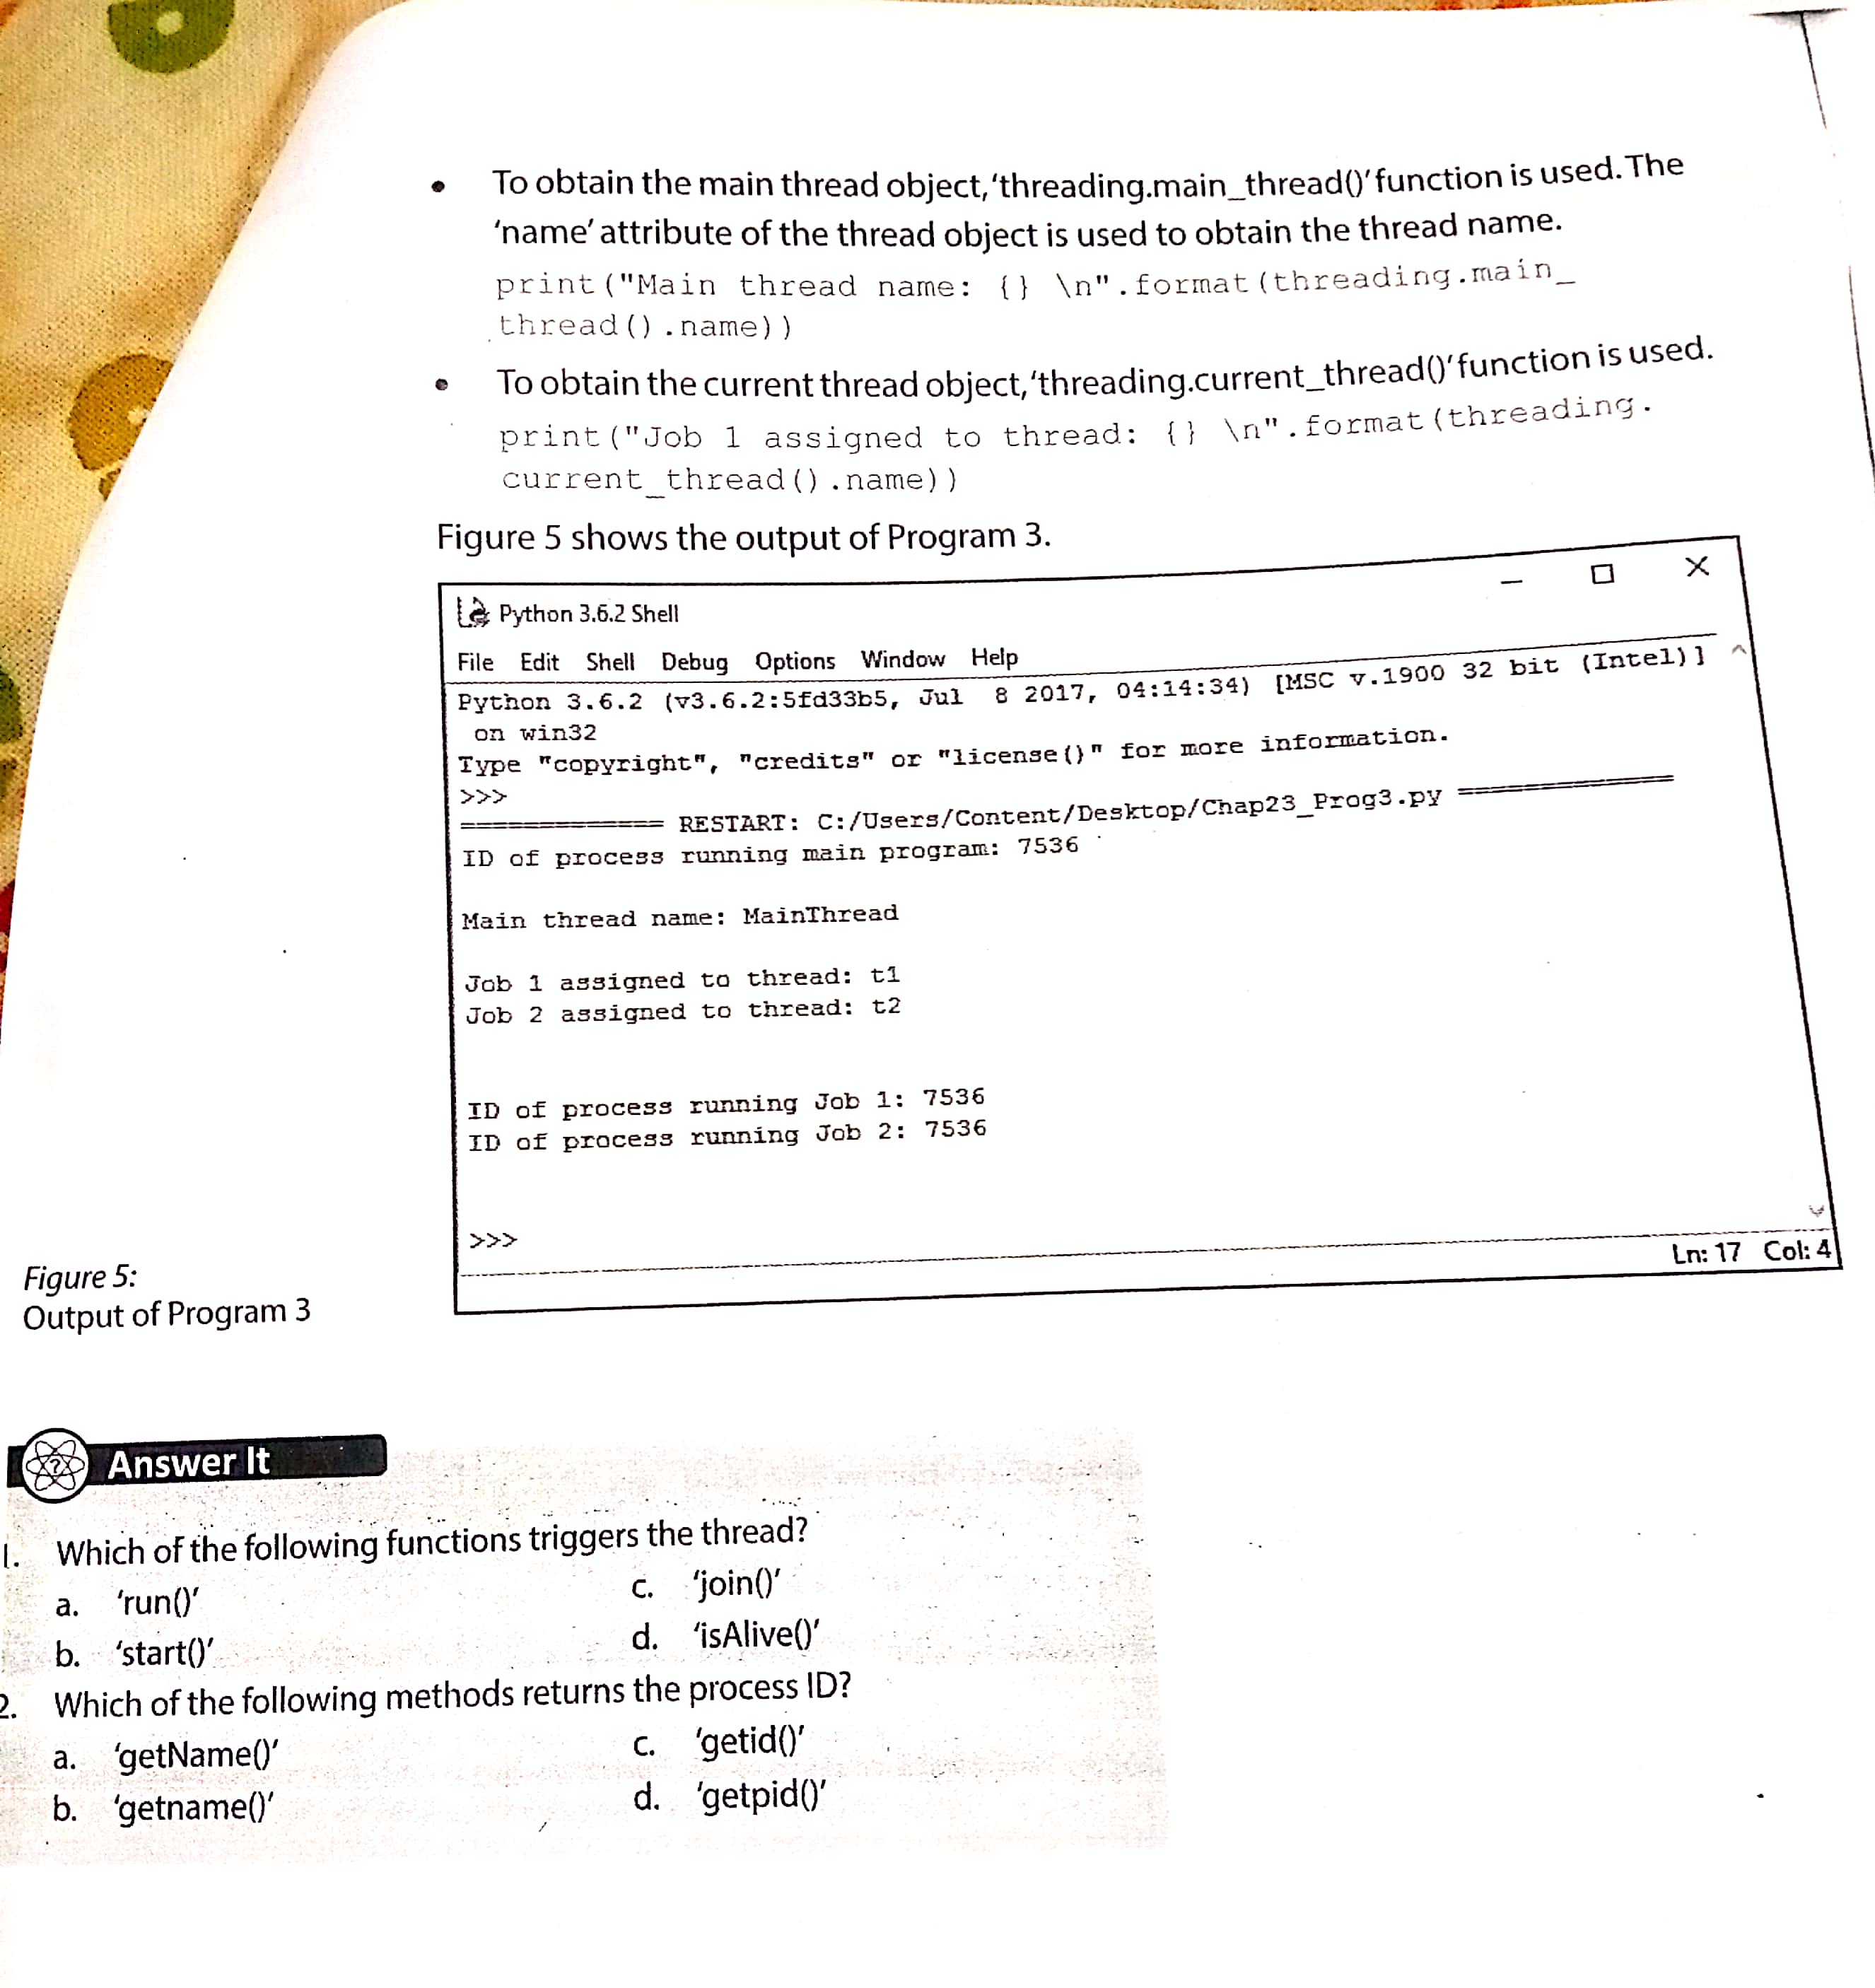 • To obtain the main thread object, ‘threading.main_thread()’ function is used. The
‘name’ attribute of the thread object is used to obtain the thread name.
print("Main thread name: {} \n".format(threading.main_
thread().name))
• To obtain the current thread object, ‘threading.current_thread()’ function is used.
print("Job 1 assigned to thread: {} \n".format(threading.
current_thread().name))
Figure 5 shows the output of Program 3.
Python 3.6.2 Shell
File Edit Shell Debug Options Window Help
Python 3.6.2 (v3.6.2:5fd33b5, Jul  8 2017, 04:14:34) [MSC v.1900 32 bit (Intel)]
on win32
Type "copyright", "credits" or "license()" for more information.
>>>
============= RESTART: C:/Users/Content/Desktop/Chap23_Prog3.py =============
ID of process running main program: 7536
Main thread name: MainThread
Job 1 assigned to thread: t1
Job 2 assigned to thread: t2
ID of process running Job 1: 7536
ID of process running Job 2: 7536
>>>
Ln: 17 Col: 4
Figure 5:
Output of Program 3
? Answer It
1. Which of the following functions triggers the thread?
a. ‘run()’ c. ‘join()’
b. ‘start()’ d. ‘isAlive()’
2. Which of the following methods returns the process ID?
a. ‘getName()’ c. ‘getid()’
b. ‘getname()’ d. ‘getpid()’